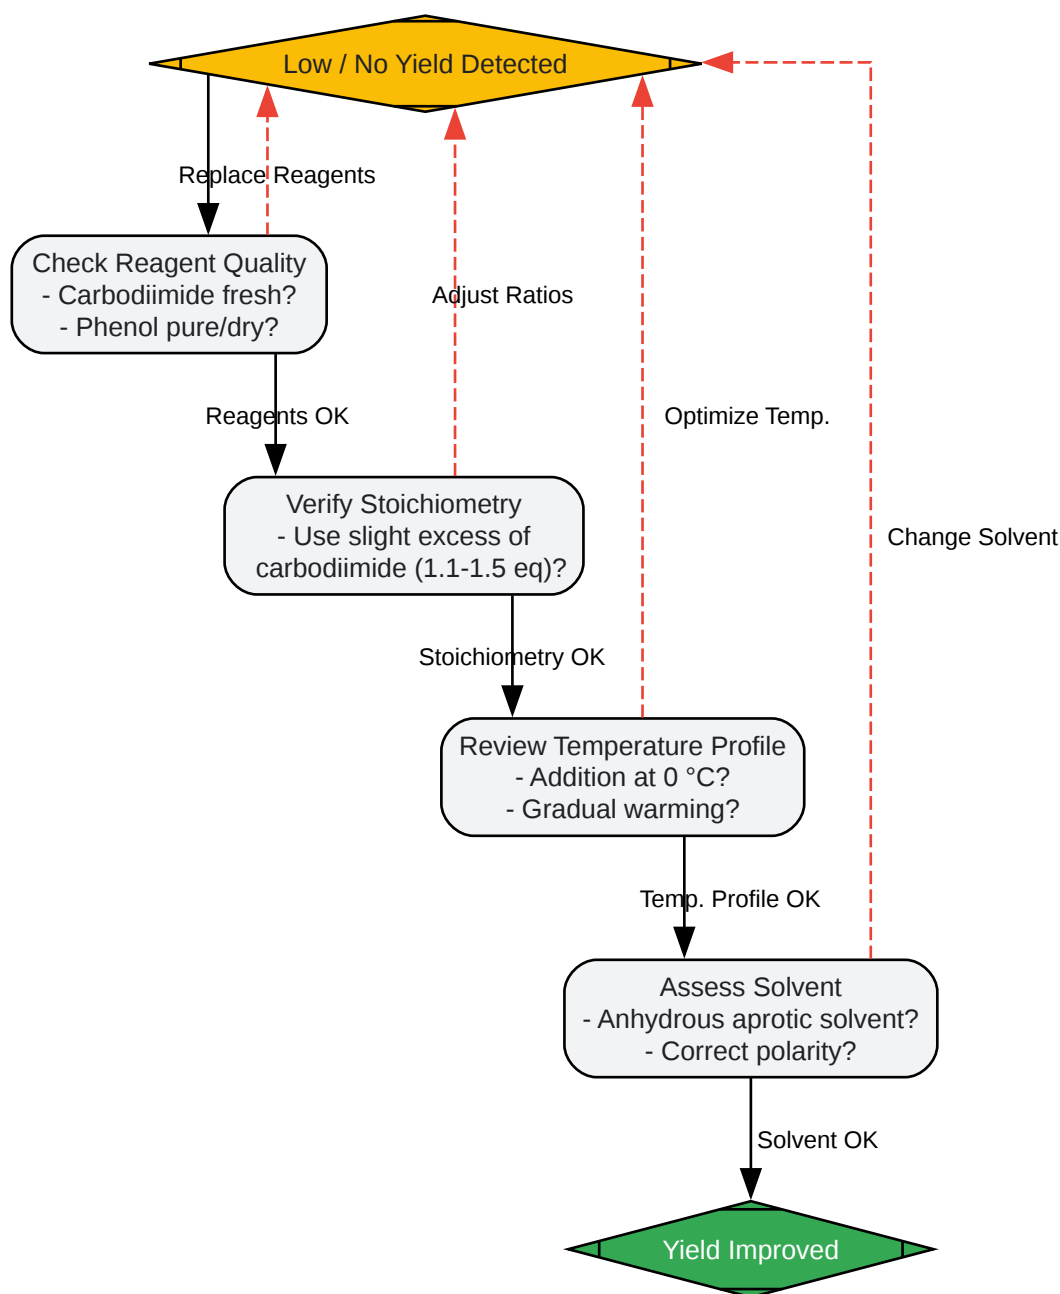 Low / No Yield Detected
Replace Reagents
Check Reagent Quality
- Carbodiimide fresh?
- Phenol pure/dry?
Adjust Ratios
Reagents OK
Optimize Temp.
Verify Stoichiometry
- Use slight excess of
carbodiimide (1.1-1.5 eq)?
Change Solvent
Stoichiometry OK
Review Temperature Profile
- Addition at 0 °C?
- Gradual warming?
Temp. Profile OK
Assess Solvent
- Anhydrous aprotic solvent?
- Correct polarity?
Solvent OK
Yield Improved